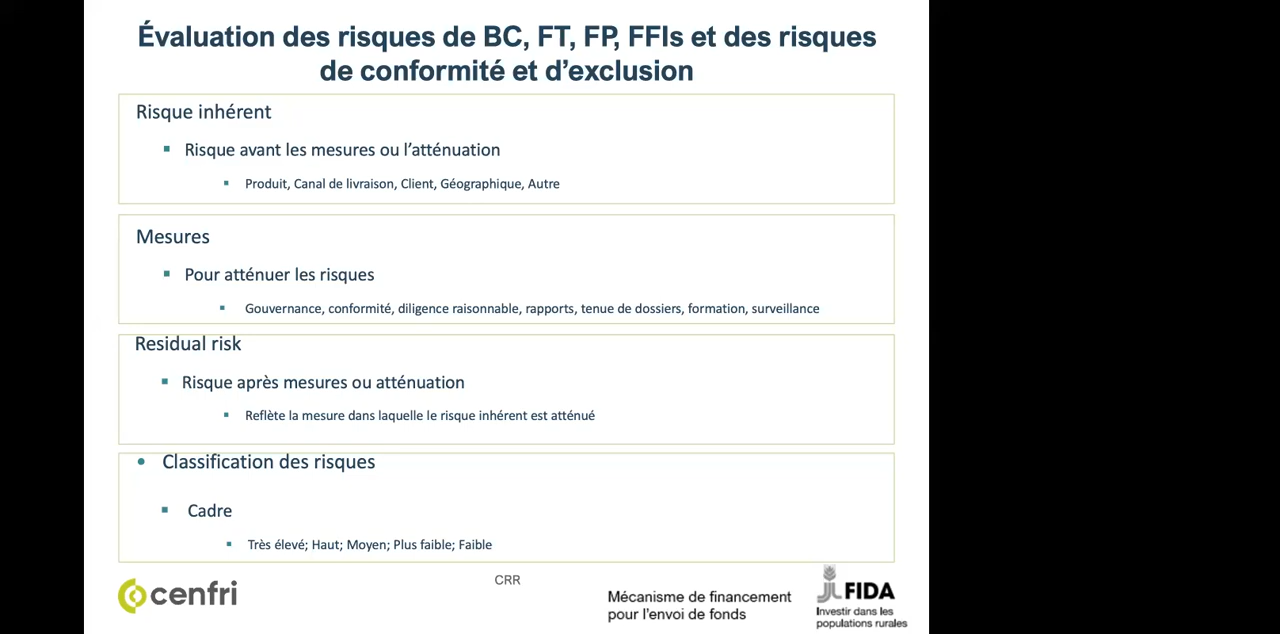 Évaluation des risques de BC, FT, FP, FFIs et des risques
de conformité et d’exclusion
Risque inhérent
Risque avant les mesures ou l’atténuation
Produit, Canal de livraison, Client, Géographique, Autre
Mesures
Pour atténuer les risques
Gouvernance, conformité, diligence raisonnable, rapports, tenue de dossiers, formation, surveillance
Residual risk
Risque après mesures ou atténuation
Reflète la mesure dans laquelle le risque inhérent est atténué
Classification des risques
Cadre
Très élevé; Haut; Moyen; Plus faible; Faible
cenfri
CRR
Mécanisme de financement
pour l'envoi de fonds
FIDA
Investir dans les
populations rurales